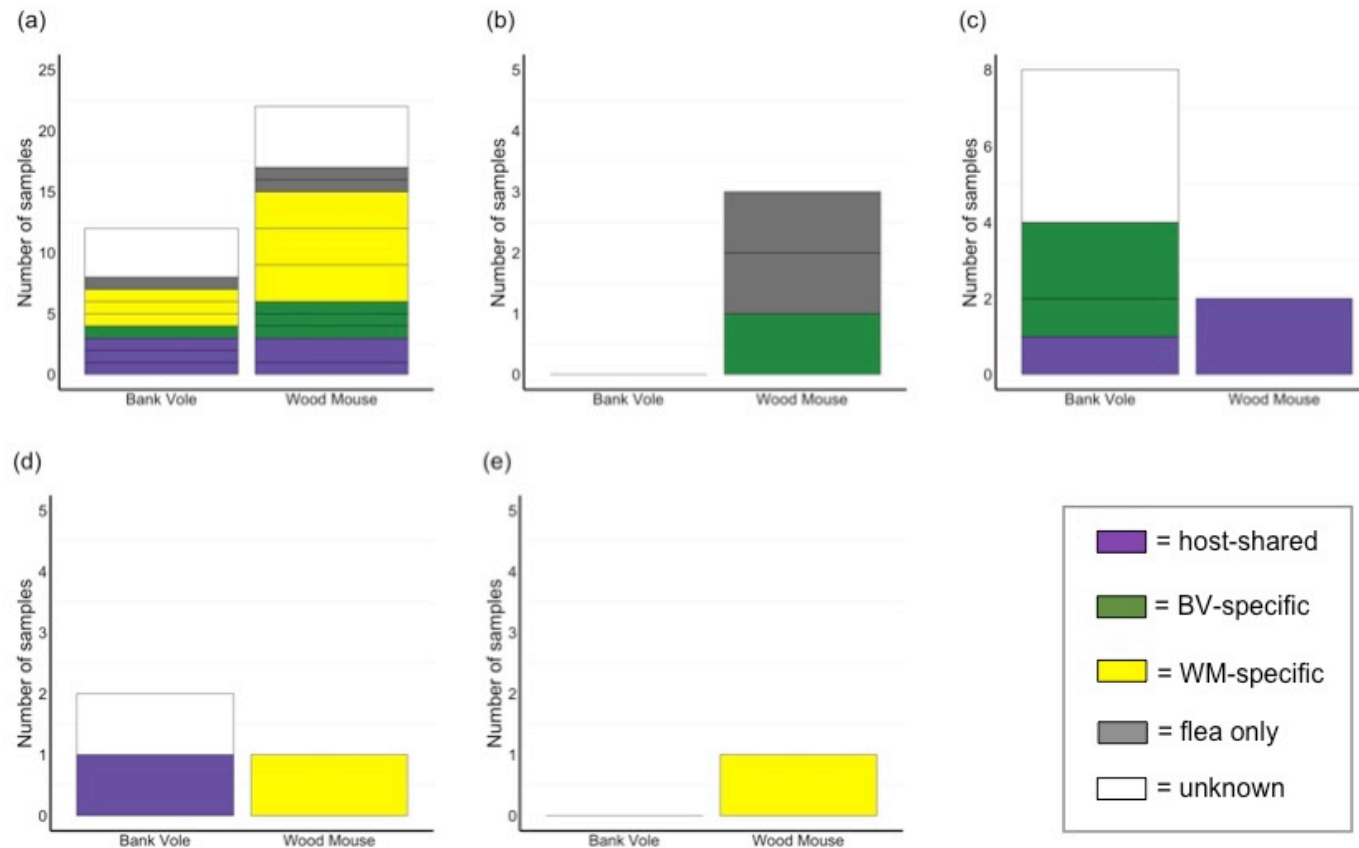 (a)
Number of samples
25
20
15
10
5
0
Bank Vole Wood Mouse
(b)
Number of samples
5
4
3
2
1
0
Bank Vole Wood Mouse
(c)
Number of samples
8
6
4
2
0
Bank Vole Wood Mouse
(d)
Number of samples
5
4
3
2
1
0
Bank Vole Wood Mouse
(e)
Number of samples
5
4
3
2
1
0
Bank Vole Wood Mouse
= host-shared
= BV-specific
= WM-specific
= flea only
= unknown